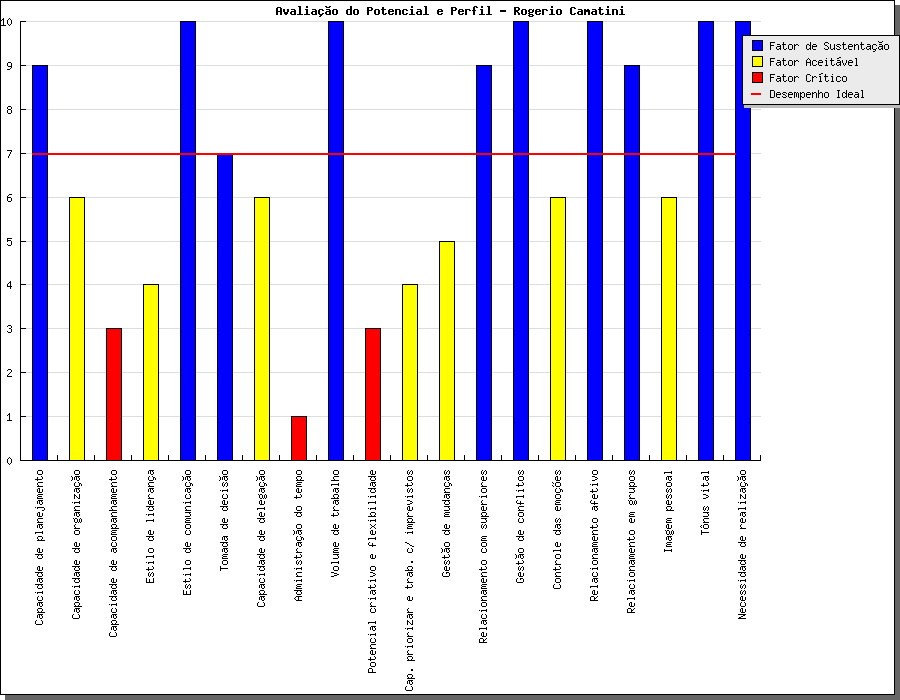 Avaliação do Potencial e Perfil - Rogerio Camatini
10
9
8
7
6
5
4
3
2
1
0
Fator de Sustentação
Fator Aceitável
Fator Crítico
Desempenho Ideal
Capacidade de planejamento
Capacidade de organização
Capacidade de acompanhamento
Estilo de liderança
Estilo de comunicação
Tomada de decisão
Capacidade de delegação
Administração do tempo
Volume de trabalho
Potencial criativo e flexibilidade
Cap. priorizar e trab. c/ imprevistos
Gestão de mudanças
Relacionamento com superiores
Gestão de conflitos
Controle das emoções
Relacionamento afetivo
Relacionamento em grupos
Imagem pessoal
Tônus vital
Necessidade de realização